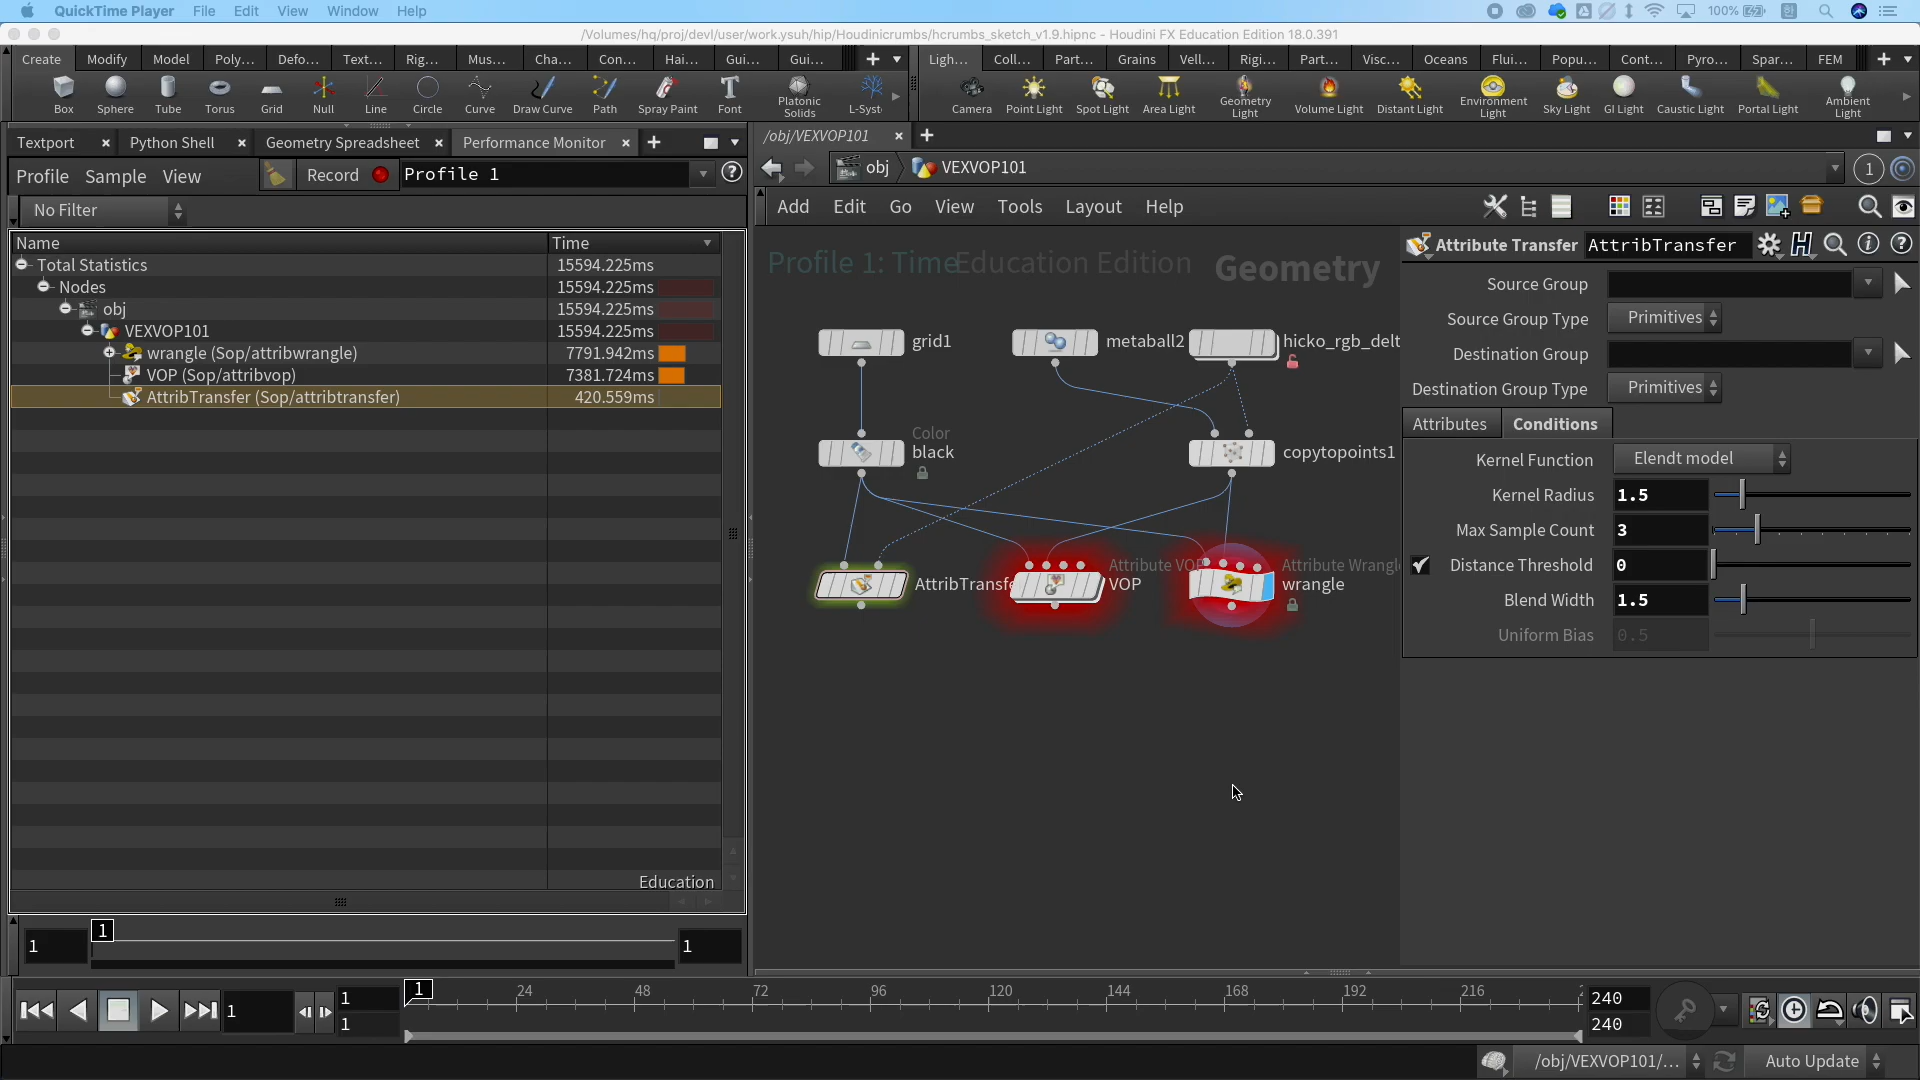 QuickTime Player File Edit View Window Help 100%
/Volumes/hq/proj/devl/user/work.ysuh/hip/Houdinicrumbs/hcrumbs_sketch_v1.9.hipnc - Houdini FX Education Edition 18.0.391
Create Modify Model Poly... Defo... Text... Rig... Mus... Cha... Con... Hai... Gui... Gui... Ligh... Coll... Part... Grains Vell... Rigi... Part... Visc... Oceans Flui... Popu... Cont... Pyro... Spar... FEM
Box Sphere Tube Torus Grid Null Line Circle Curve Draw Curve Path Spray Paint Font Platonic Solids L-Syst Camera Point Light Spot Light Area Light Geometry Light Volume Light Distant Light Environment Light Sky Light GI Light Caustic Light Portal Light Ambient Light
Textport Python Shell Geometry Spreadsheet Performance Monitor
/obj/VEXVOP101
Profile Sample View Record Profile 1
obj VEXVOP101 1
No Filter
Add Edit Go View Tools Layout Help
Name Time
Total Statistics 15594.225ms
Nodes 15594.225ms
obj 15594.225ms
VEXVOP101 15594.225ms
wrangle (Sop/attribwrangle) 7791.942ms
VOP (Sop/attribvop) 7381.724ms
AttribTransfer (Sop/attribtransfer) 420.559ms
Education
Profile 1: Time
Education Edition
Geometry
grid1 metaball2 hicko_rgb_delt
Color
black copytopoints1
AttribTransfe
Attribute VOP
VOP
Attribute Wrangle
wrangle
Attribute Transfer AttribTransfer
Source Group
Source Group Type Primitives
Destination Group
Destination Group Type Primitives
Attributes Conditions
Kernel Function Elendt model
Kernel Radius 1.5
Max Sample Count 3
Distance Threshold 0
Blend Width 1.5
Uniform Bias 0.5
1
1 1
1 1 1 24 48 72 96 120 144 168 192 216 2 240
1 240
/obj/VEXVOP101/... Auto Update